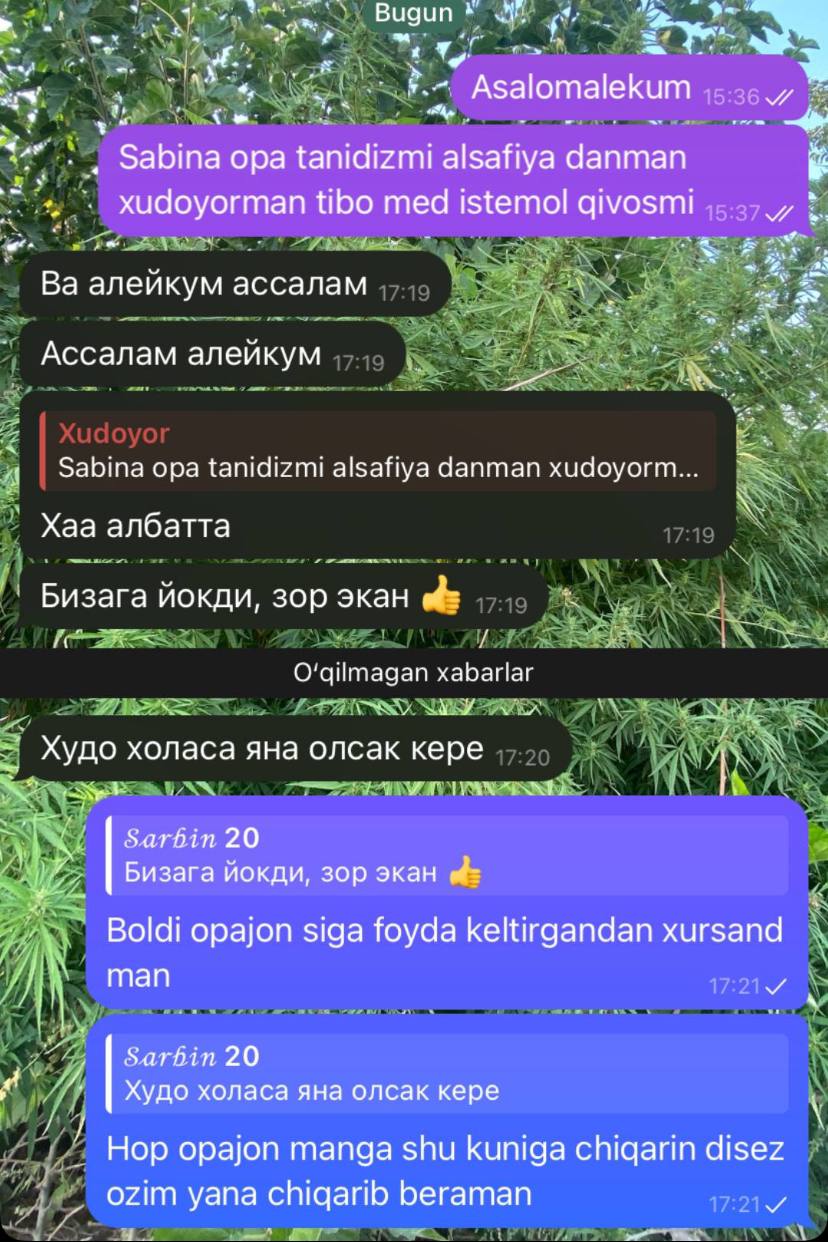 Bugun
Asalomalekum 15:36
Sabina opa tanidizmi alsafiya danman
xudoyorman tibo med istemol qivosmi 15:37
Ва алейкум ассалам 17:19
Ассалам алейкум 17:19
Xudoyor
Sabina opa tanidizmi alsafiya danman xudoyorm...
Хаа албатта 17:19
Бизага йокди, зор экан 👍 17:19
Oʻqilmagan xabarlar
Худо холаса яна олсак кере 17:20
Sarbin 20
Бизага йокди, зор экан 👍
Boldi opajon siga foyda keltirgandan xursand
man 17:21
Sarbin 20
Худо холаса яна олсак кере
Hop opajon manga shu kuniga chiqarin disez
ozim yana chiqarib beraman 17:21